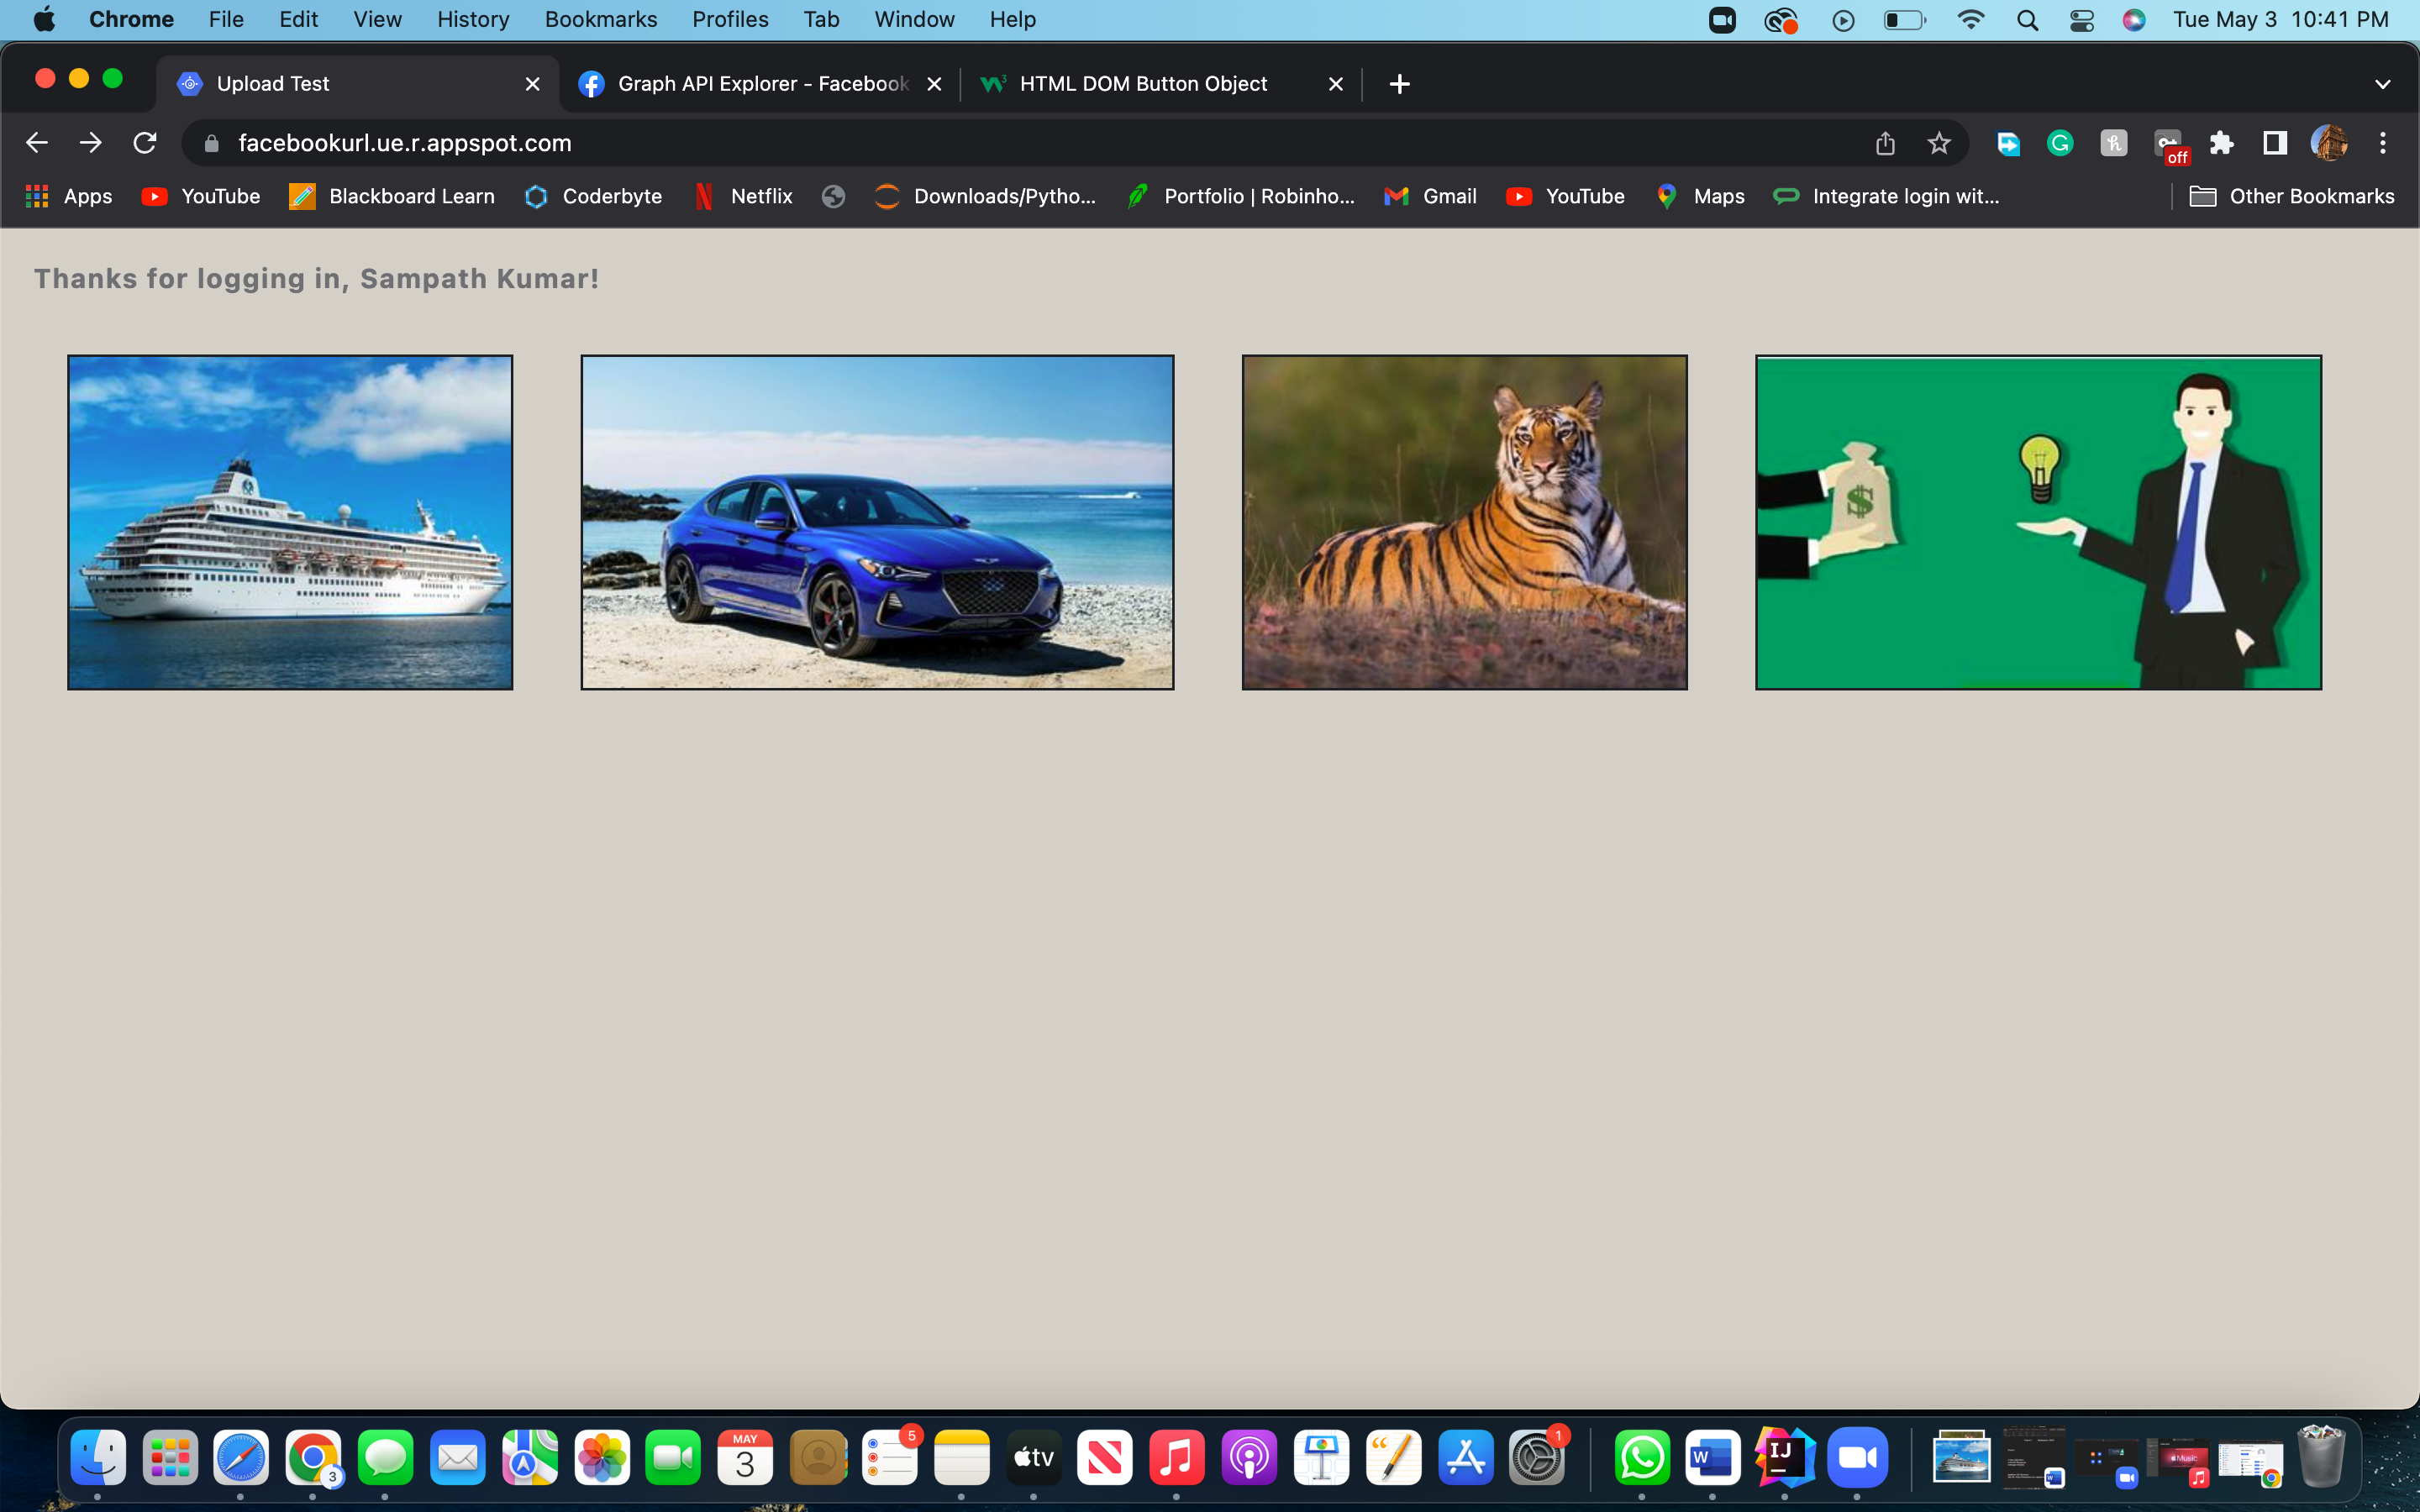 Chrome File Edit View History Bookmarks Profiles Tab Window Help Tue May 3 10:41 PM
Upload Test Graph API Explorer - Facebook HTML DOM Button Object
facebookurl.ue.r.appspot.com off
Apps YouTube Blackboard Learn Coderbyte Netflix Downloads/Pytho... Portfolio | Robinho... Gmail YouTube Maps Integrate login wit... Other Bookmarks
Thanks for logging in, Sampath Kumar!
$
3 MAY 3 5 tv 1 W IJ